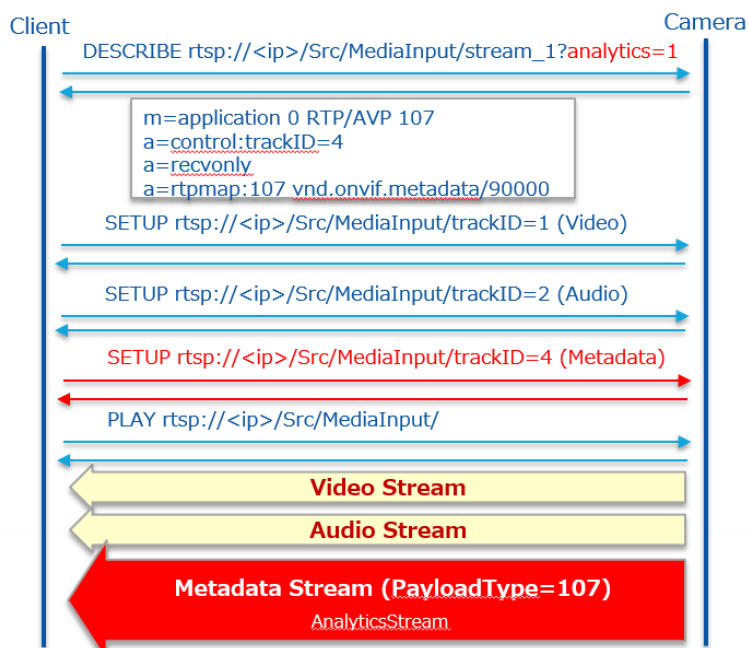 Client
Camera
DESCRIBE rtsp://<ip>/Src/MediaInput/stream_1?analytics=1
m=application 0 RTP/AVP 107
a=control:trackID=4
a=recvonly
a=rtpmap:107 vnd.onvif.metadata/90000
SETUP rtsp://<ip>/Src/MediaInput/trackID=1 (Video)
SETUP rtsp://<ip>/Src/MediaInput/trackID=2 (Audio)
SETUP rtsp://<ip>/Src/MediaInput/trackID=4 (Metadata)
PLAY rtsp://<ip>/Src/MediaInput/
Video Stream
Audio Stream
Metadata Stream (PayloadType=107)
AnalyticsStream